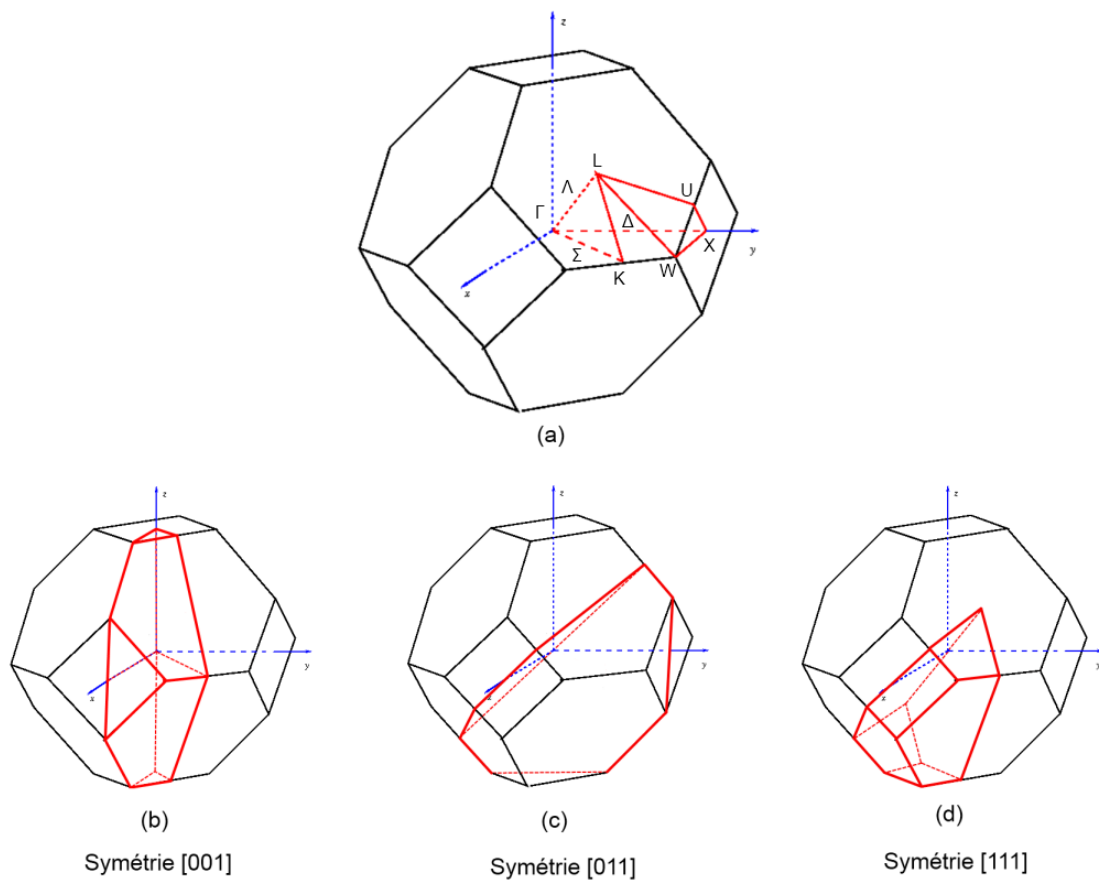 z
L
Λ
U
Γ
Δ
X
y
Σ
W
K
x
(a)
z
y
x
z
y
x
z
y
x
(b)
(c)
(d)
Symétrie [001]
Symétrie [011]
Symétrie [111]